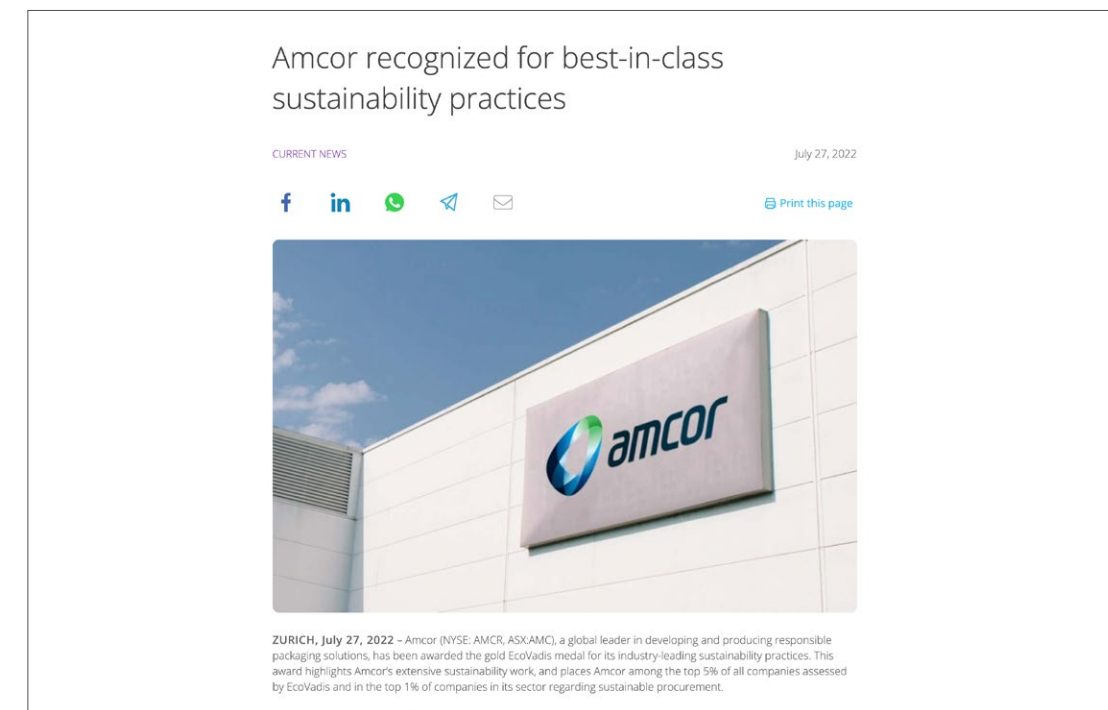 Amcor recognized for best-in-class
sustainability practices
CURRENT NEWS
July 27, 2022
f
in
Print this page
amcor
ZURICH, July 27, 2022 – Amcor (NYSE: AMCR, ASX:AMC), a global leader in developing and producing responsible
packaging solutions, has been awarded the gold EcoVadis medal for its industry-leading sustainability practices. This
award highlights Amcor's extensive sustainability work, and places Amcor among the top 5% of all companies assessed
by EcoVadis and in the top 1% of companies in its sector regarding sustainable procurement.